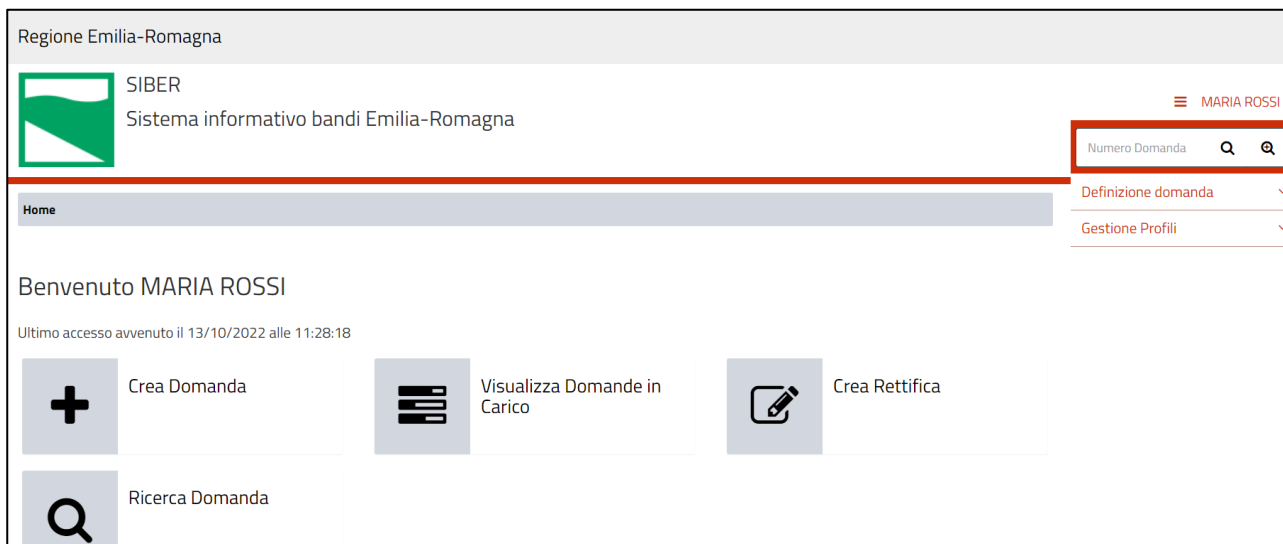 Regione Emilia-Romagna
SIBER
Sistema informativo bandi Emilia-Romagna
MARIA ROSSI
Numero Domanda
Definizione domanda
Gestione Profili
Home
Benvenuto MARIA ROSSI
Ultimo accesso avvenuto il 13/10/2022 alle 11:28:18
Crea Domanda
Visualizza Domande in
Carico
Crea Rettifica
Ricerca Domanda